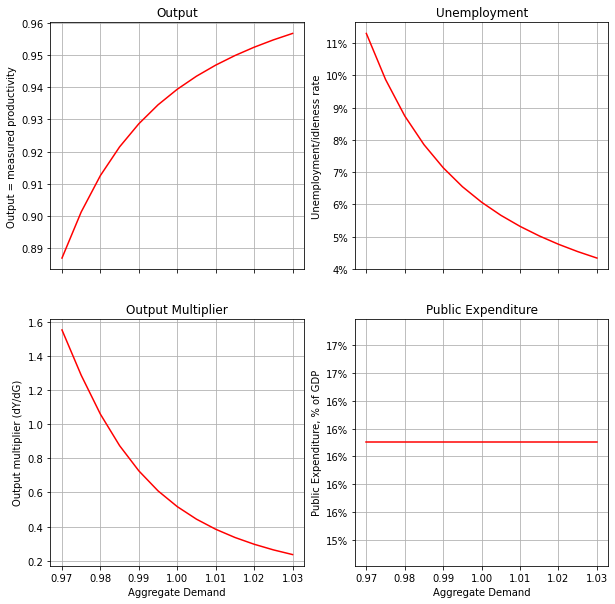 Output
Output = measured productivity
0.96
0.95
0.94
0.93
0.92
0.91
0.90
0.89
Unemployment
Unemployment/idleness rate
11%
10%
9%
8%
7%
6%
5%
4%
Output Multiplier
Output multiplier (dY/dG)
1.6
1.4
1.2
1.0
0.8
0.6
0.4
0.2
0.97 0.98 0.99 1.00 1.01 1.02 1.03
Aggregate Demand
Public Expenditure
Public Expenditure, % of GDP
17%
17%
16%
16%
16%
16%
16%
15%
0.97 0.98 0.99 1.00 1.01 1.02 1.03
Aggregate Demand